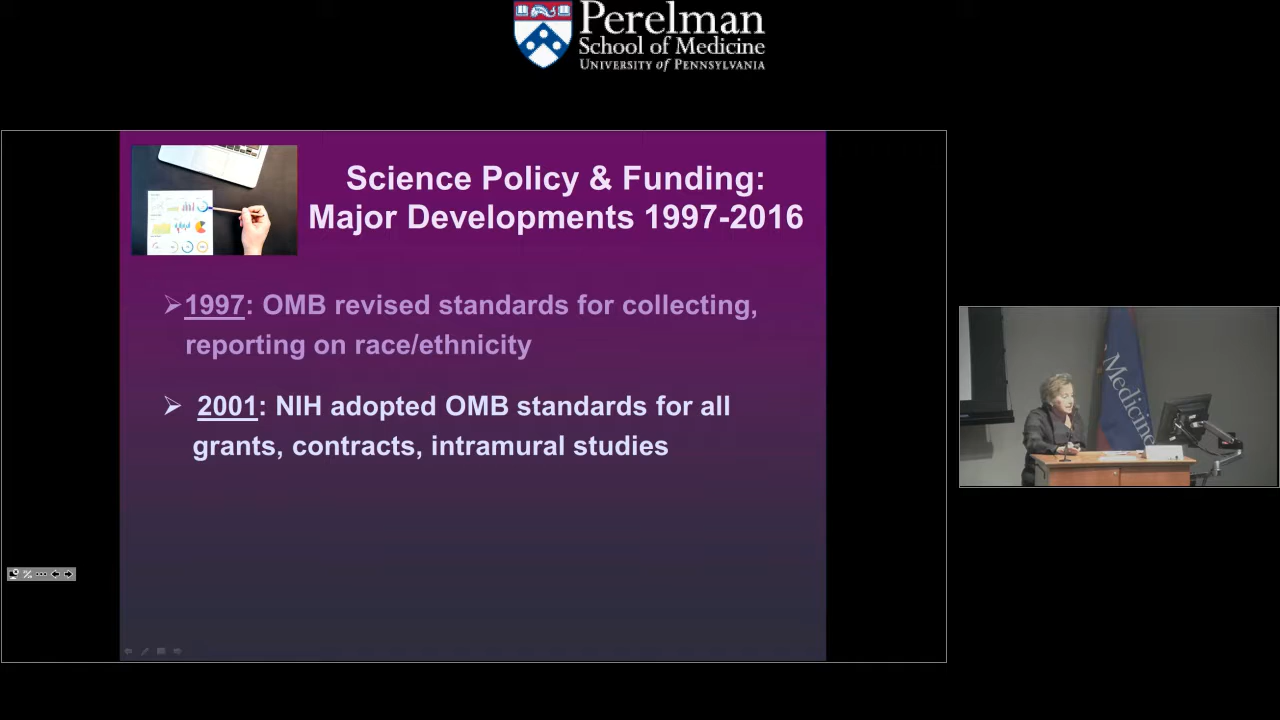 Perelman
School of Medicine
UNIVERSITY of PENNSYLVANIA
Science Policy & Funding:
Major Developments 1997-2016
➢1997: OMB revised standards for collecting,
reporting on race/ethnicity
➢ 2001: NIH adopted OMB standards for all
grants, contracts, intramural studies
Medicine